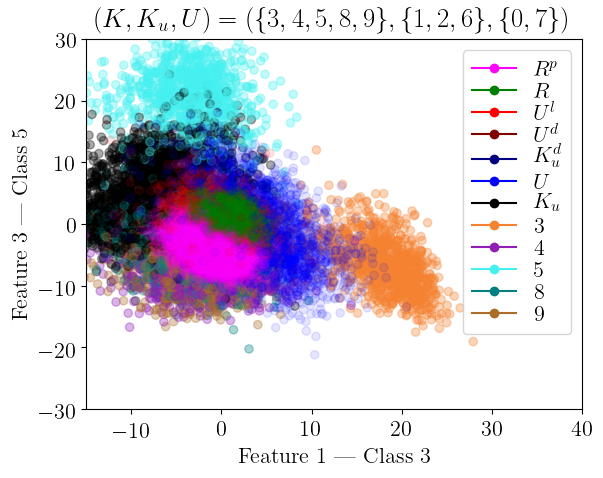 (K, K_u, U) = ({3, 4, 5, 8, 9}, {1, 2, 6}, {0, 7})
30
20
10
0
−10
−20
−30
Feature 3 — Class 5
−10
0
10
20
30
40
Feature 1 — Class 3
R^p
R
U^l
U^d
K_u^d
U
K_u
3
4
5
8
9